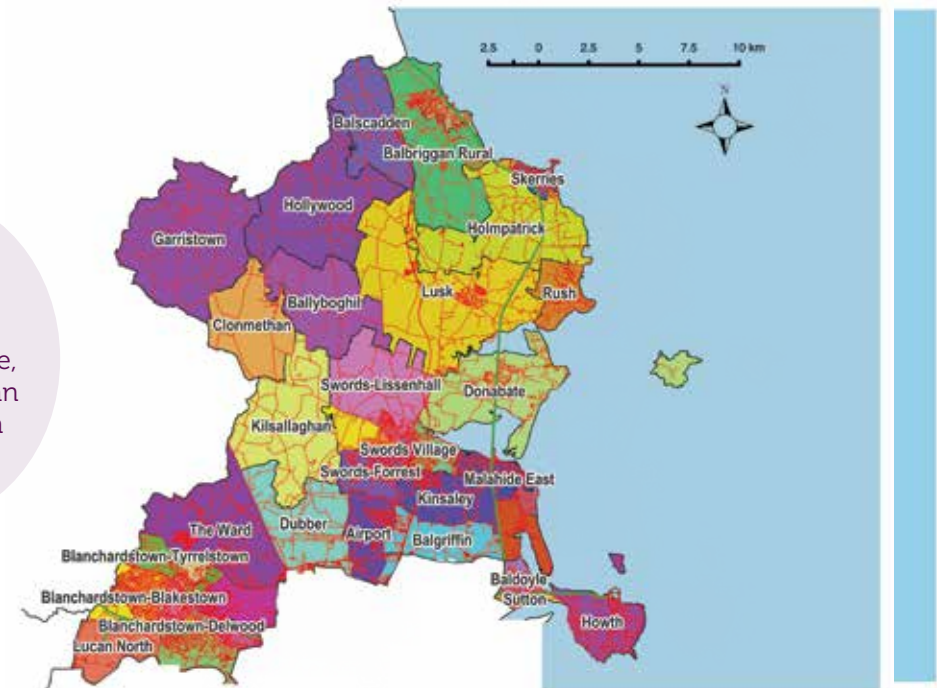 2.5 0 2.5 5 7.5 10 km
N
Balscadden
Balbriggan Rural
Skerries
Hollywood
Holmpatrick
Garristown
Lusk
Rush
Ballyboghil
Clonmethan
Swords-Lissenhall
Donabate
Kilsallaghan
Swords Village
Swords-Forrest
Malahide East
Kinsaley
The Ward
Dubber
Airport
Balgriffin
Blanchardstown-Tyrrelstown
Baldoyle
Blanchardstown-Blakestown
Sutton
Howth
Blanchardstown-Delwood
Lucan North